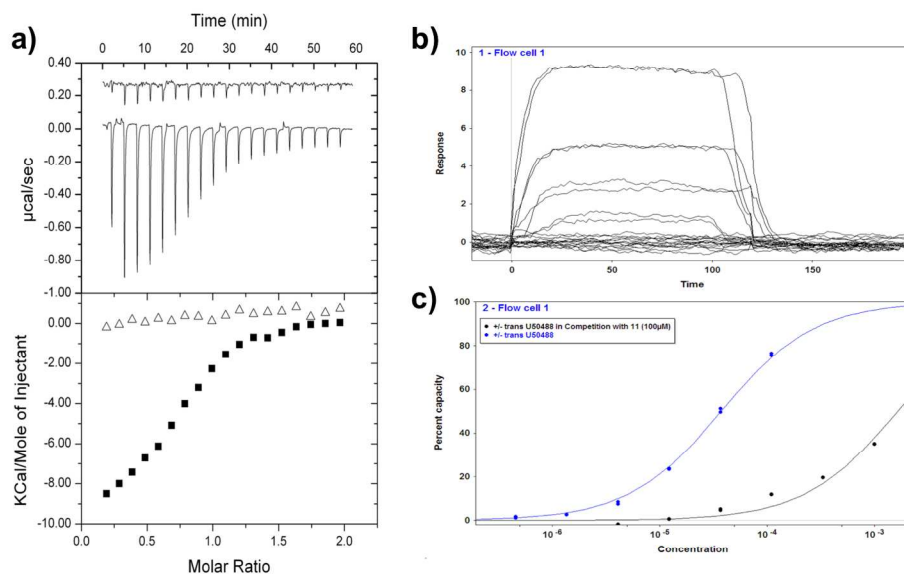 a)
Time (min)
0 10 20 30 40 50 60
0.40
0.20
0.00
-0.20
-0.40
-0.60
-0.80
-1.00
µcal/sec
0.00
-2.00
-4.00
-6.00
-8.00
-10.00
KCal/Mole of Injectant
0.0 0.5 1.0 1.5 2.0
Molar Ratio
b)
1 - Flow cell 1
10
8
6
4
2
0
Response
0 50 100 150
Time
c)
2 - Flow cell 1
+/- trans U50488 in Competition with 11 (100µM)
+/- trans U50488
100
80
60
40
20
0
Percent capacity
10⁻⁶ 10⁻⁵ 10⁻⁴ 10⁻³
Concentration